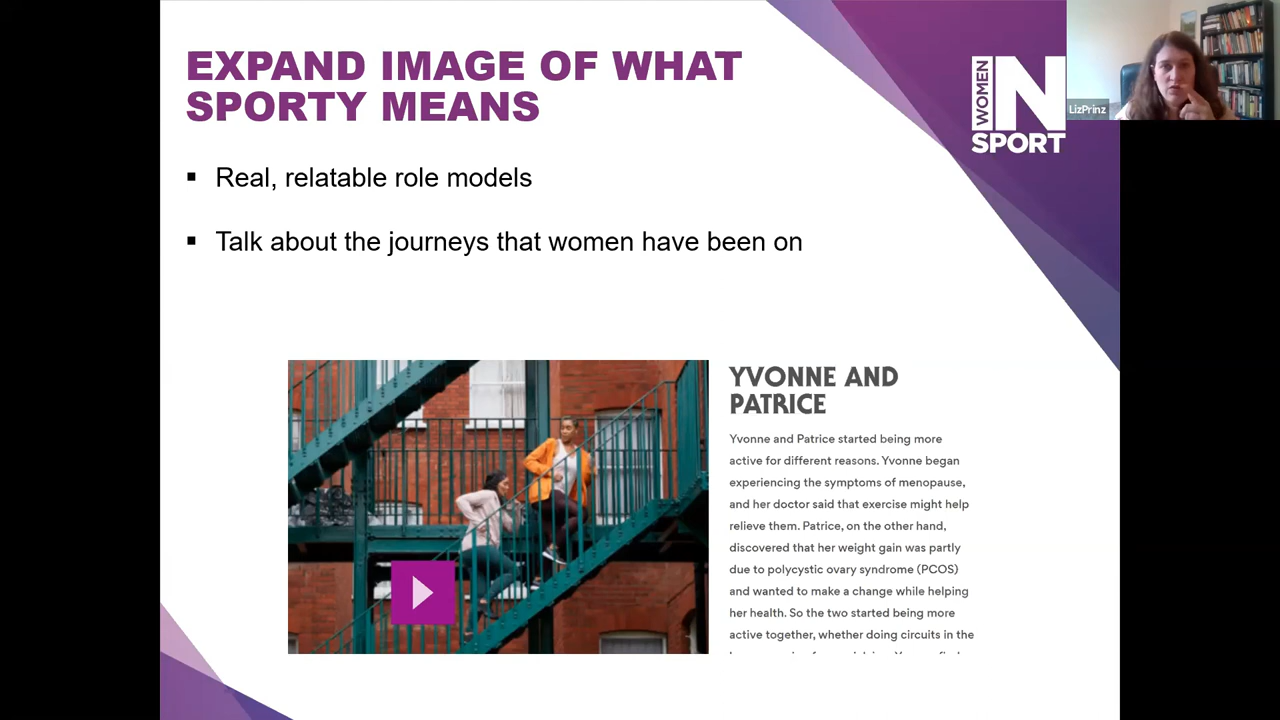 EXPAND IMAGE OF WHAT
SPORTY MEANS
WOMEN
IN
SPORT
LizPrinz
▪ Real, relatable role models
▪ Talk about the journeys that women have been on
YVONNE AND
PATRICE
Yvonne and Patrice started being more
active for different reasons. Yvonne began
experiencing the symptoms of menopause,
and her doctor said that exercise might help
relieve them. Patrice, on the other hand,
discovered that her weight gain was partly
due to polycystic ovary syndrome (PCOS)
and wanted to make a change while helping
her health. So the two started being more
active together, whether doing circuits in the